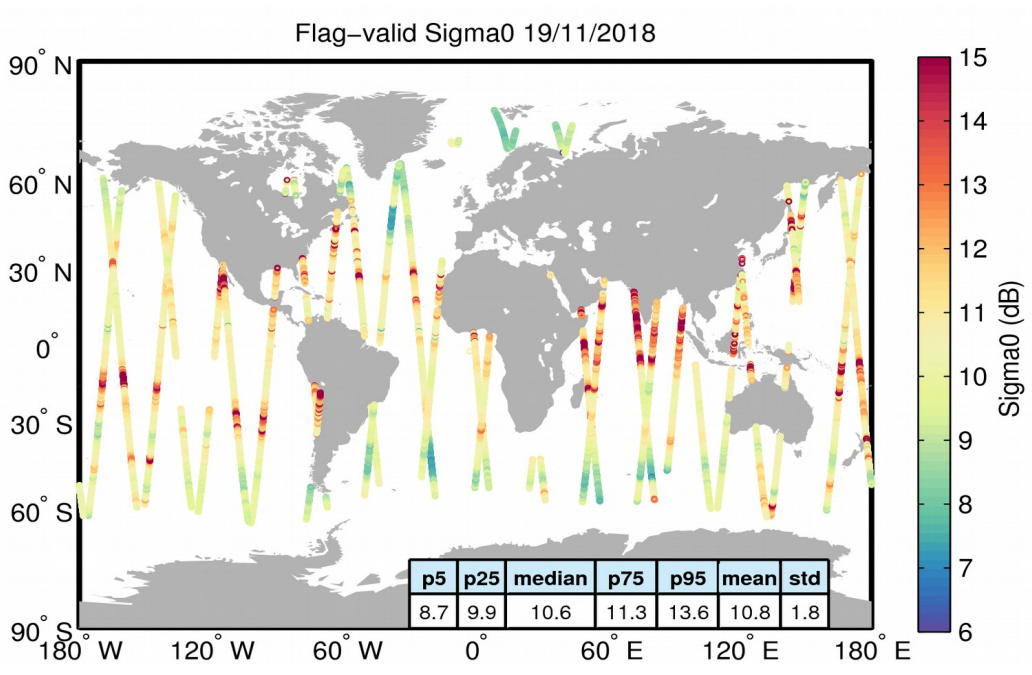 Flag−valid Sigma0 19/11/2018
90° N
60° N
30° N
0°
30° S
60° S
90° S
180° W
120° W
60° W
0°
60° E
120° E
180° E
15
14
13
12
11
10
9
8
7
6
Sigma0 (dB)
p5 p25 median p75 p95 mean std
8.7 9.9 10.6 11.3 13.6 10.8 1.8